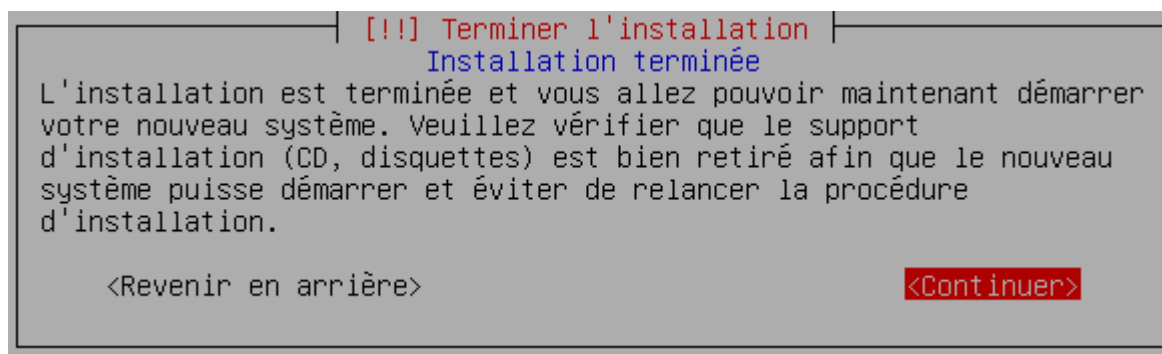 [!!] Terminer l'installation
Installation terminée
L'installation est terminée et vous allez pouvoir maintenant démarrer
votre nouveau système. Veuillez vérifier que le support
d'installation (CD, disquettes) est bien retiré afin que le nouveau
système puisse démarrer et éviter de relancer la procédure
d'installation.
<Revenir en arrière> <Continuer>